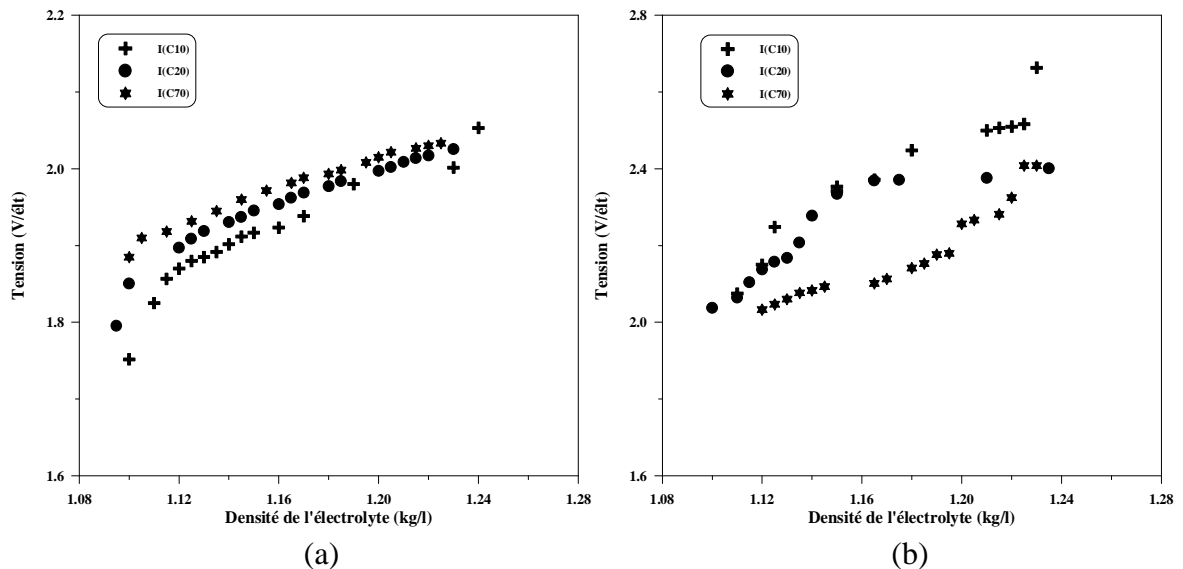 2.2
2.0
1.8
1.6
Tension (V/élt)
I(C10)
I(C20)
I(C70)
1.08
1.12
1.16
1.20
1.24
1.28
Densité de l'électrolyte (kg/l)
(a)
2.8
2.4
2.0
1.6
Tension (V/élt)
I(C10)
I(C20)
I(C70)
1.08
1.12
1.16
1.20
1.24
1.28
Densité de l'électrolyte (kg/l)
(b)